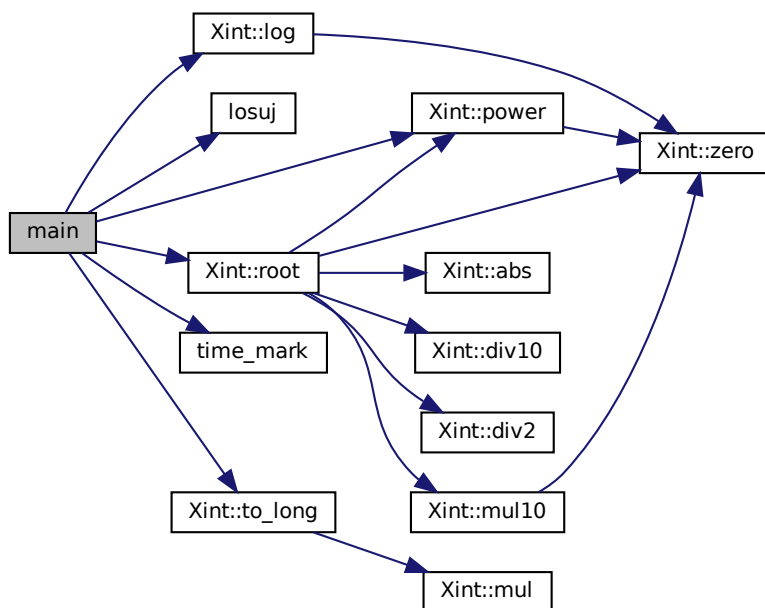 Xint::log
losuj
Xint::power
Xint::zero
main
Xint::root
Xint::abs
time_mark
Xint::div10
Xint::div2
Xint::to_long
Xint::mul10
Xint::mul